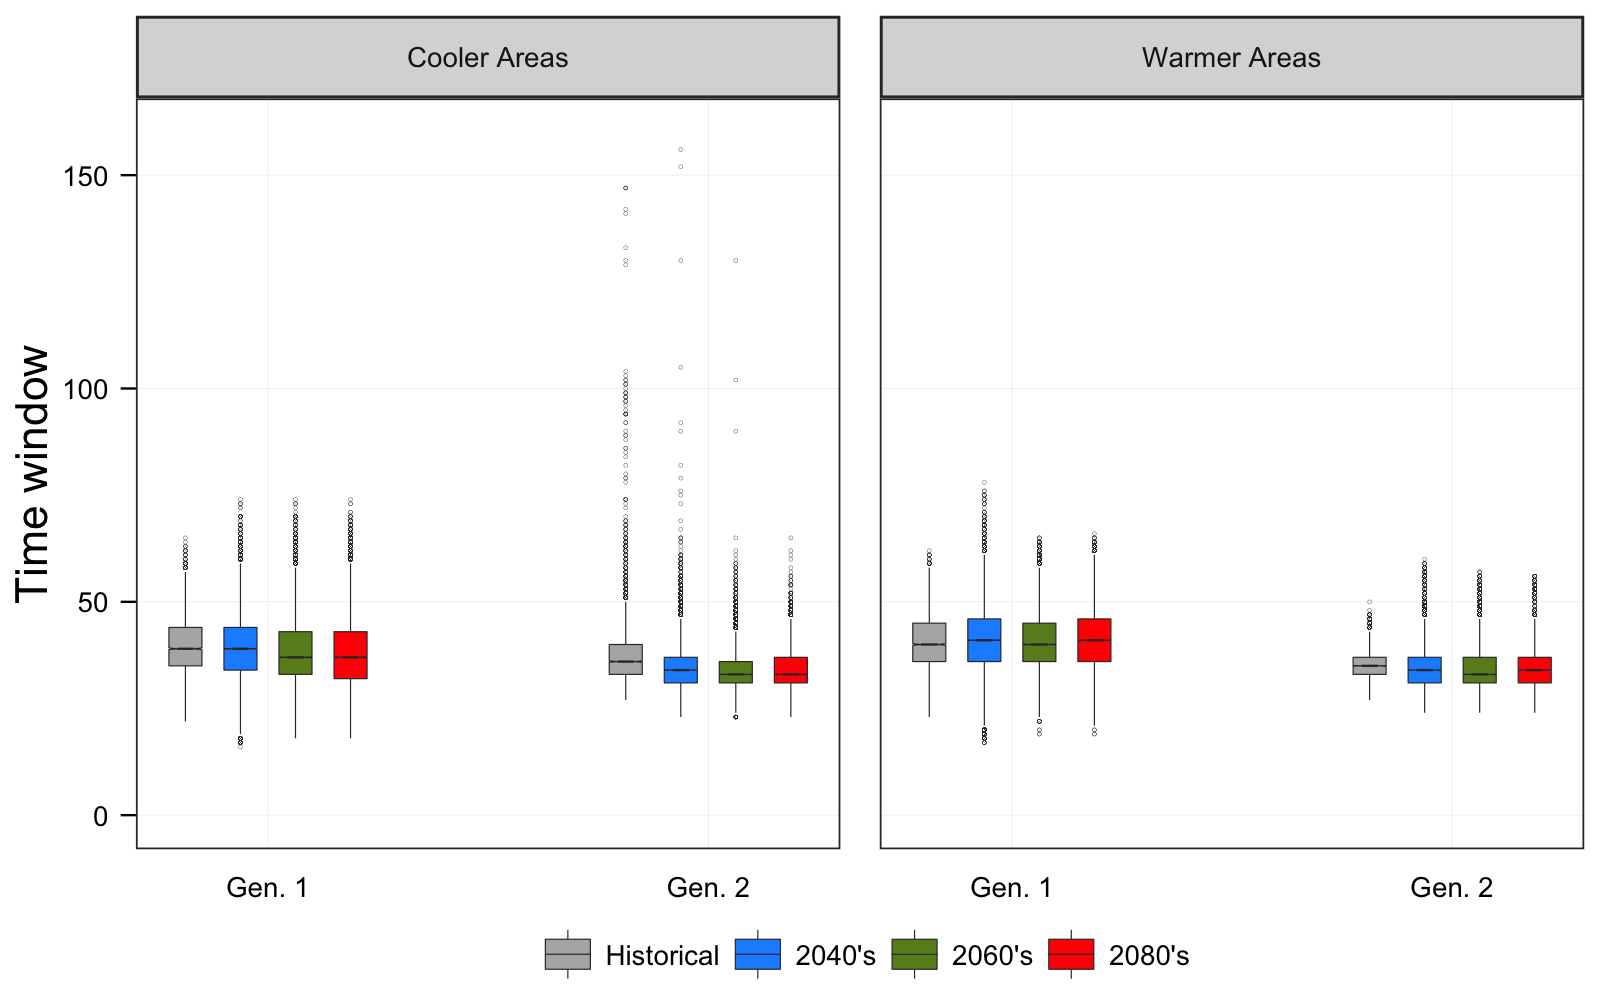 Cooler Areas
Warmer Areas
Time window
150
100
50
0
Gen. 1
Gen. 2
Gen. 1
Gen. 2
Historical
2040's
2060's
2080's